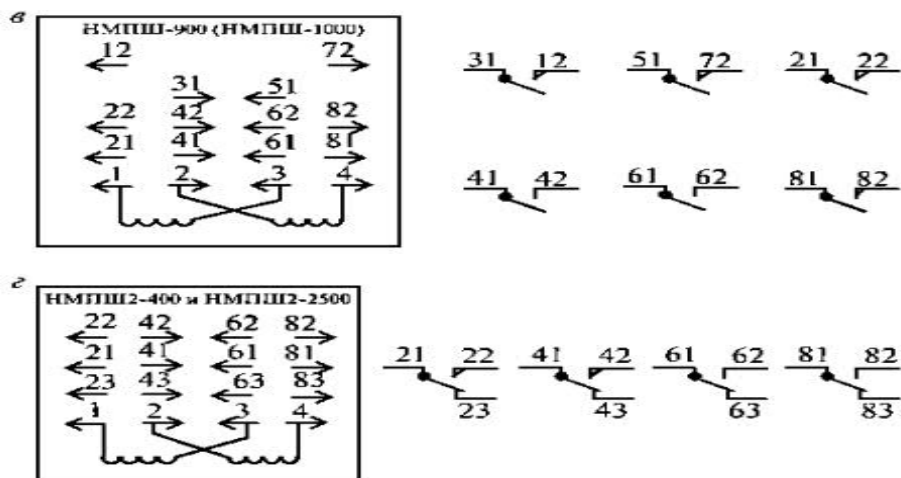 в
НМПШ-900 (НМПШ-1000)
12 72
31 51
22 42 62 82
21 41 61 81
1 2 3 4
31 12 51 72 21 22
41 42 61 62 81 82
г
НМПШ2-400 и НМПШ2-2500
22 42 62 82
21 41 61 81
23 43 63 83
1 2 3 4
21 22 41 42 61 62 81 82
23 43 63 83